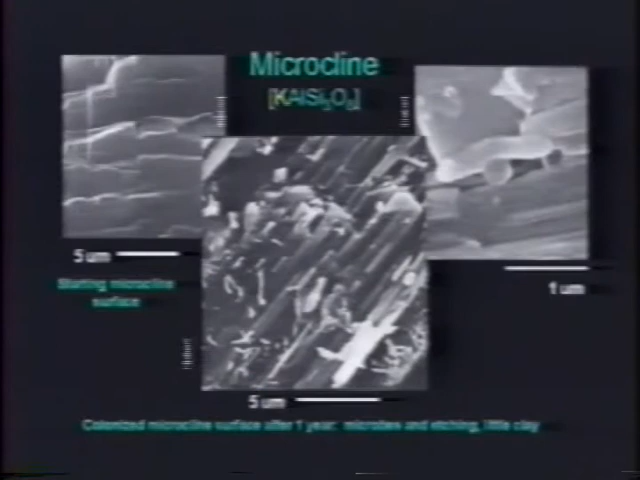 Microcline
[KAlSi3O8]
5 um
1 um
Starting microcline
surface
5 um
Colonized microcline surface after 1 year: microbes and etching, little clay